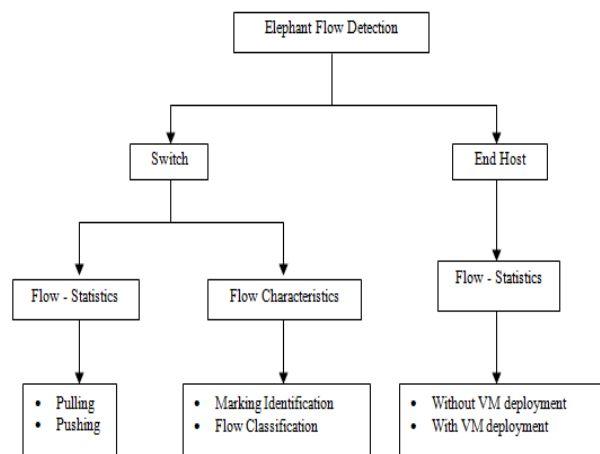 Elephant Flow Detection
Switch
End Host
Flow - Statistics
Flow Characteristics
Flow - Statistics
• Pulling
• Pushing
• Marking Identification
• Flow Classification
• Without VM deployment
• With VM deployment